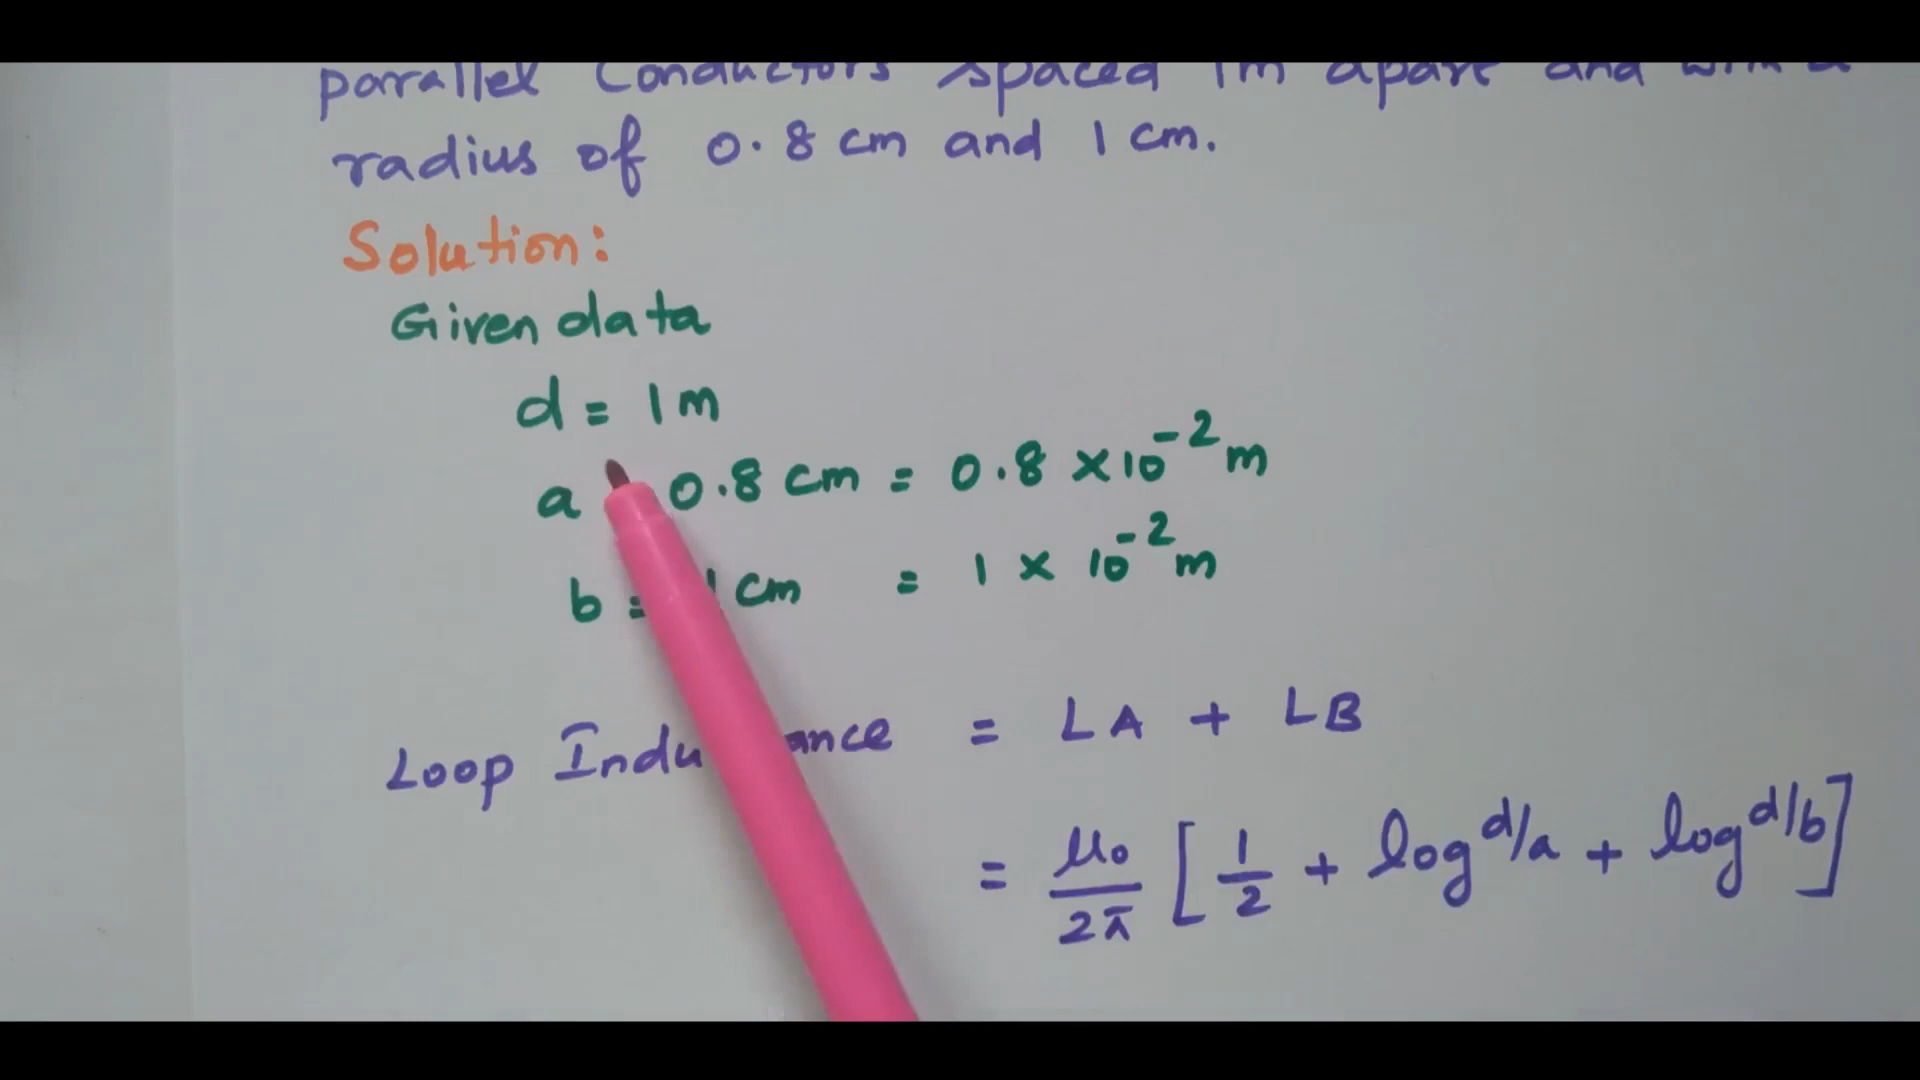 parallel Conductors spaced 1m apart and with a
radius of 0.8 cm and 1 cm.
Solution:
Given data
d = 1 m
a 0.8 cm = 0.8 × 10⁻² m
b = 1 cm = 1 × 10⁻² m
Loop Indu ance = LA + LB
= μ₀/2π [1/2 + log d/a + log d/b]